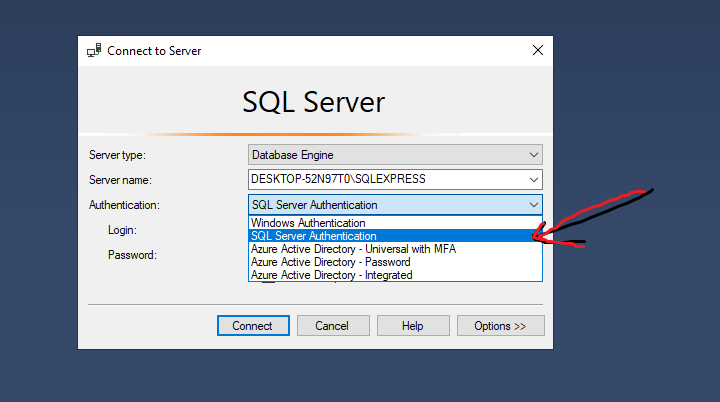 Connect to Server
SQL Server
Server type:
Database Engine
Server name:
DESKTOP-52N97T0\SQLEXPRESS
Authentication:
SQL Server Authentication
Windows Authentication
Login:
SQL Server Authentication
Azure Active Directory - Universal with MFA
Password:
Azure Active Directory - Password
Azure Active Directory - Integrated
Connect
Cancel
Help
Options >>